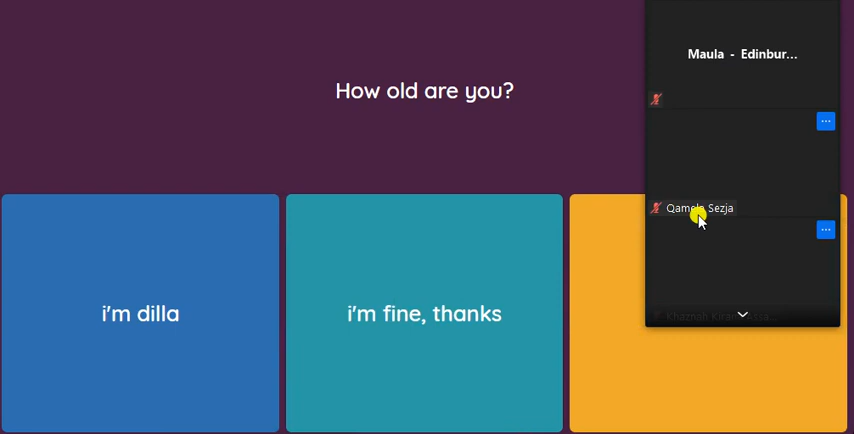 How old are you?
Maula - Edinbur...
Qamela Sezja
i'm dilla
i'm fine, thanks